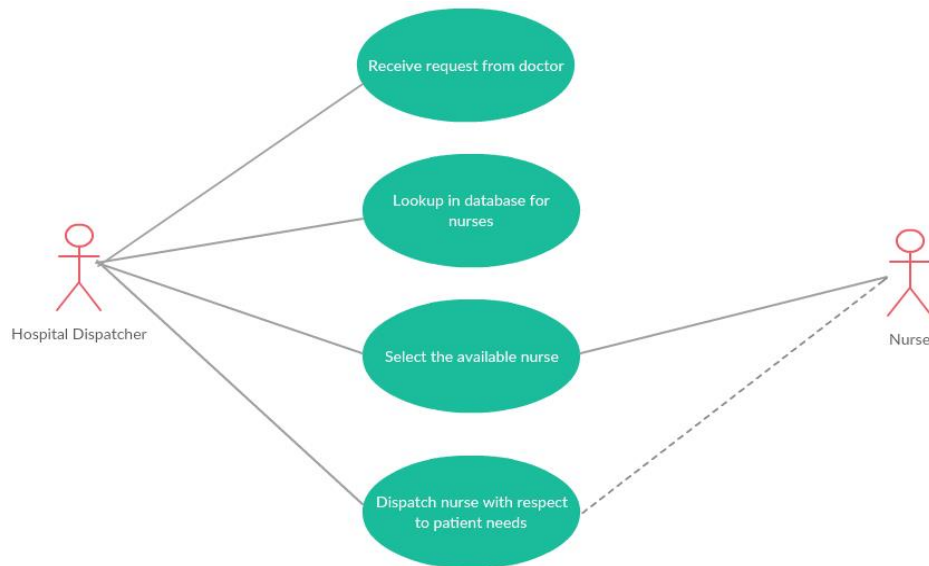 Receive request from doctor
Lookup in database for
nurses
Hospital Dispatcher
Select the available nurse
Nurse
Dispatch nurse with respect
to patient needs